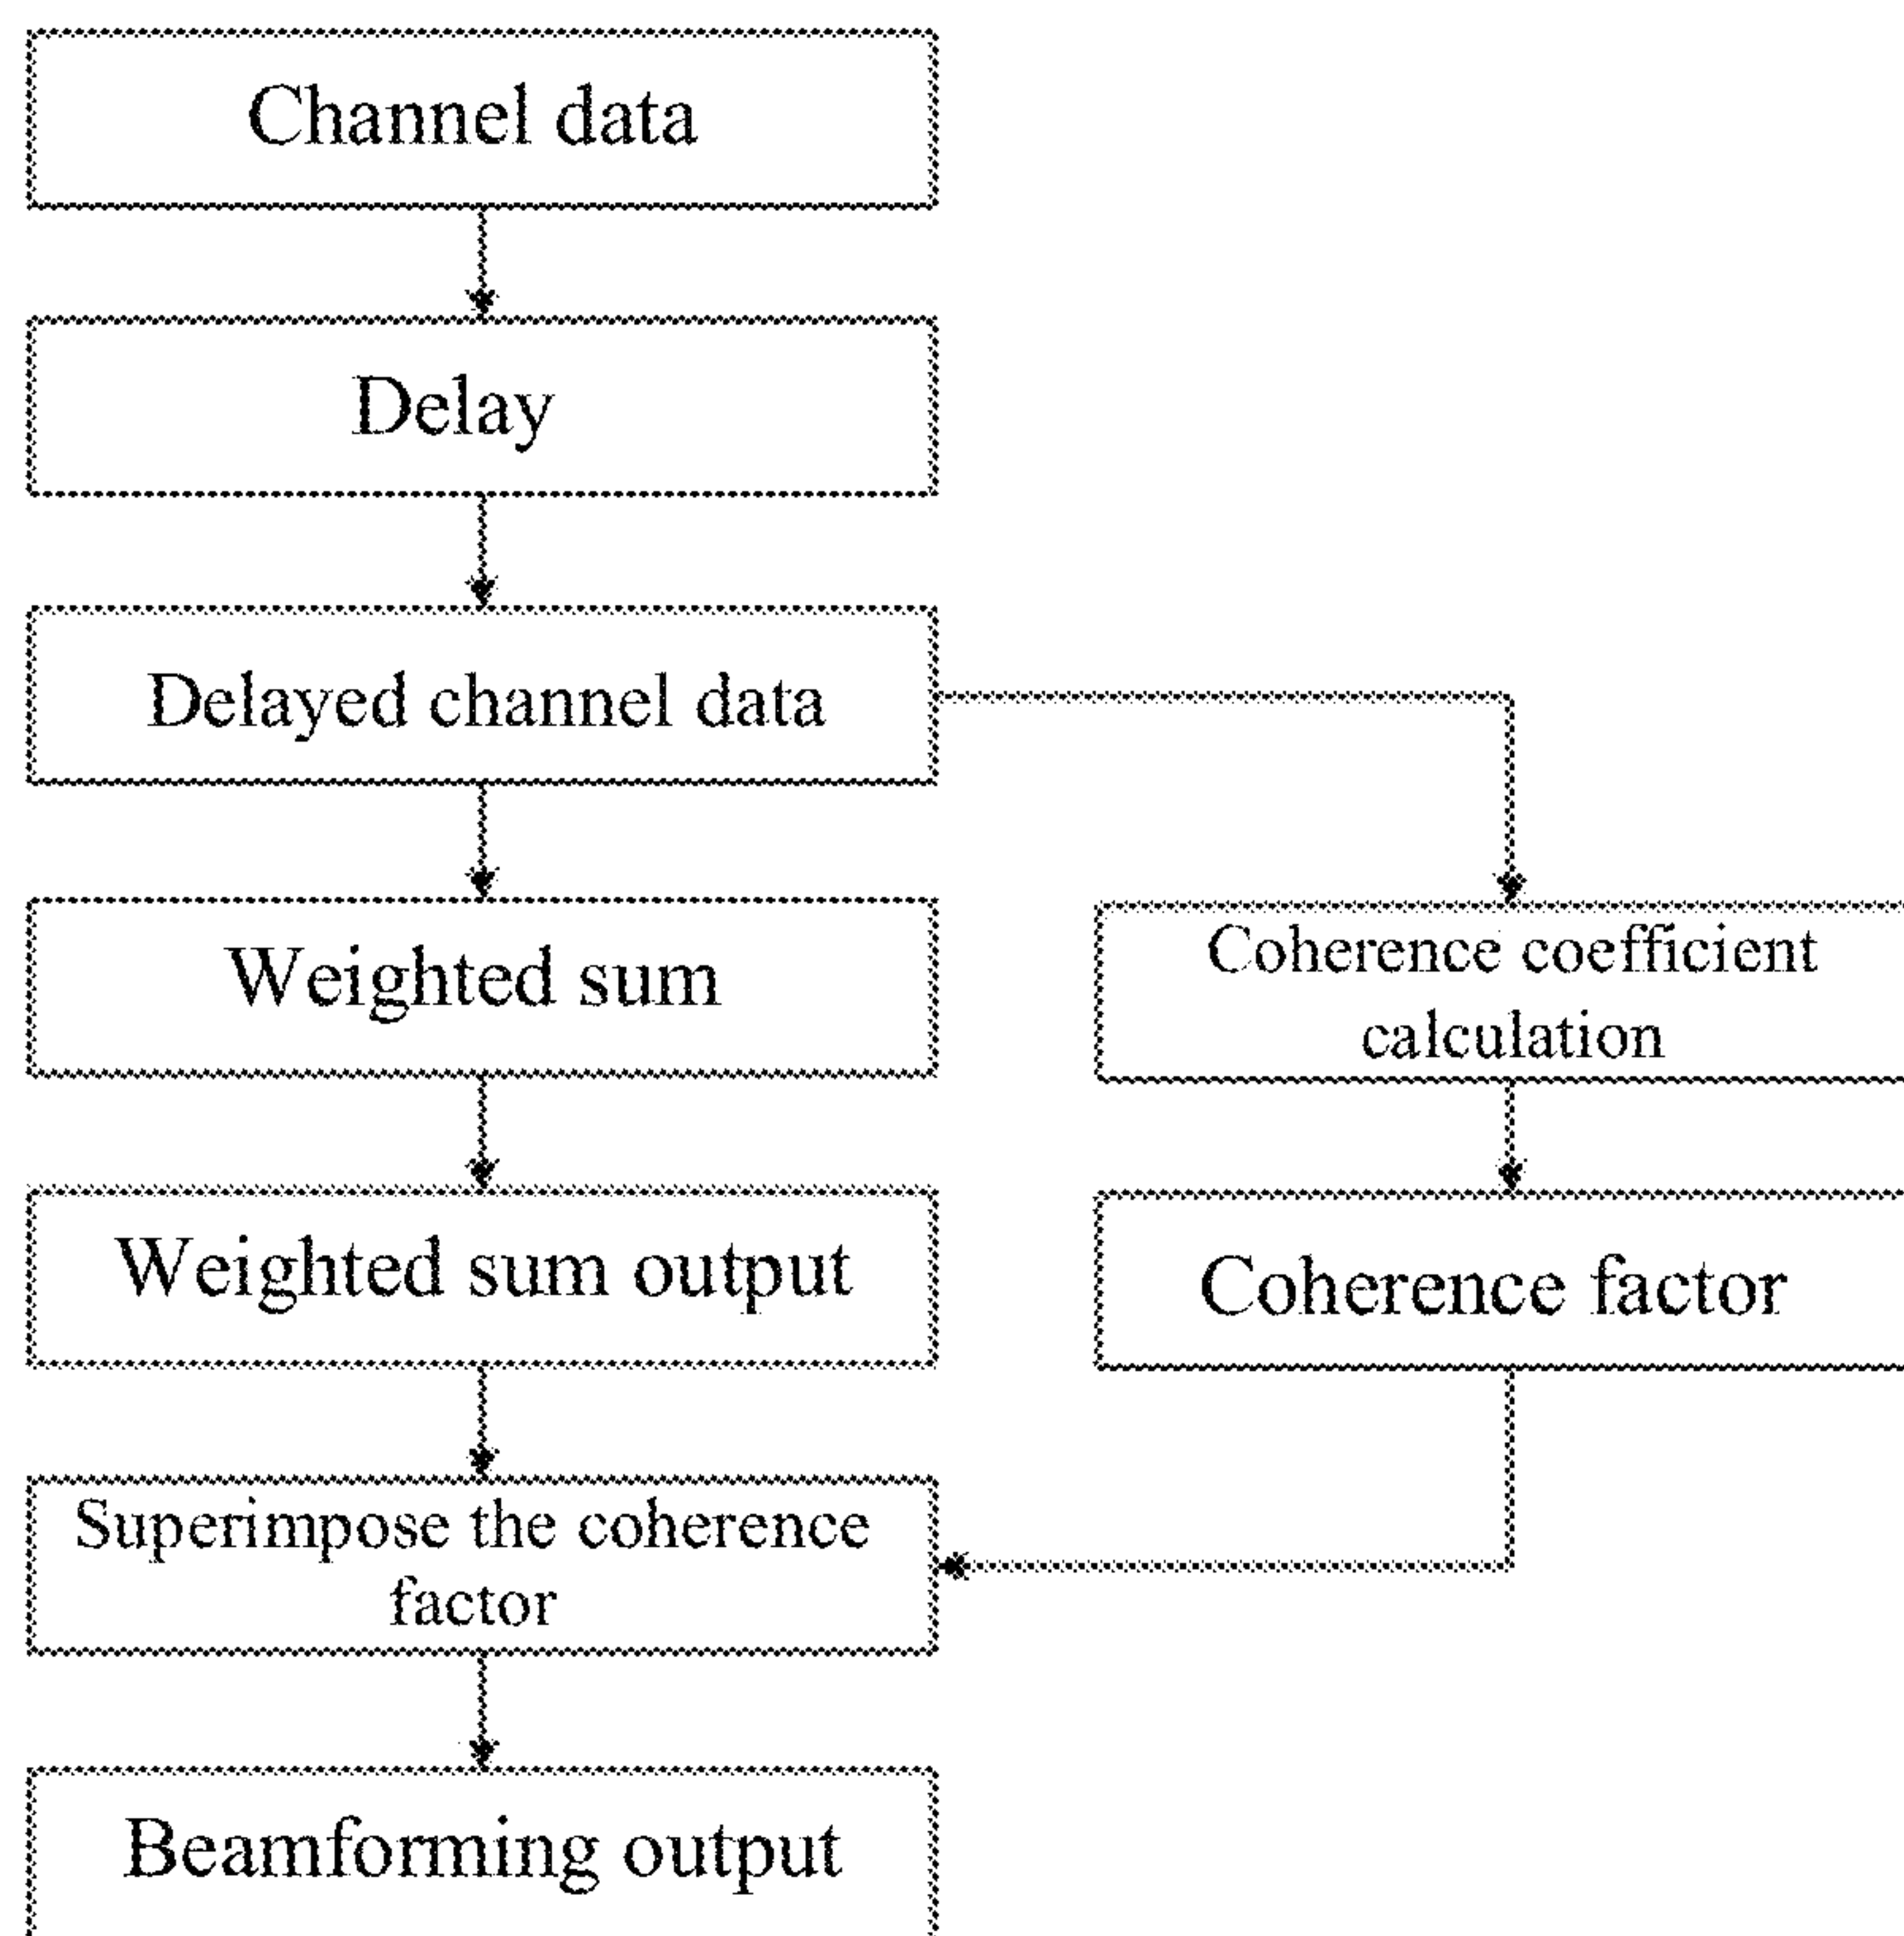 Channel data
Delay
Delayed channel data
Weighted sum
Coherence coefficient
calculation
Weighted sum output
Coherence factor
Superimpose the coherence
factor
Beamforming output